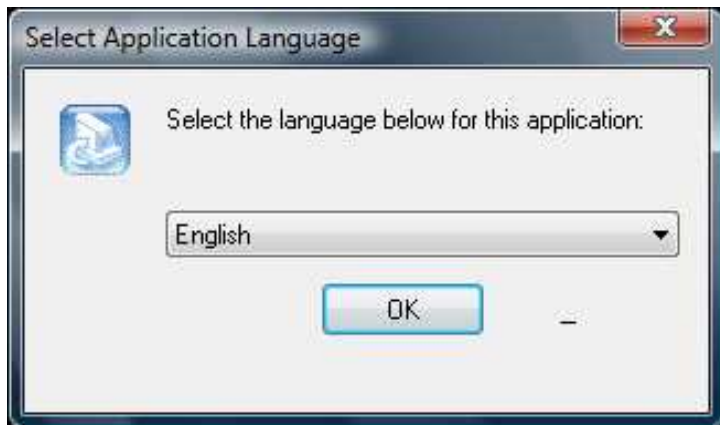 Select Application Language
Select the language below for this application:
English
OK
_